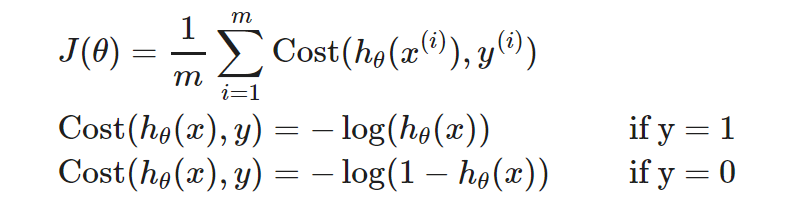 J(θ) = 1/m ∑_{i=1}^{m} Cost(h_θ(x^{(i)}), y^{(i)})
Cost(h_θ(x), y) = − log(h_θ(x)) if y = 1
Cost(h_θ(x), y) = − log(1 − h_θ(x)) if y = 0